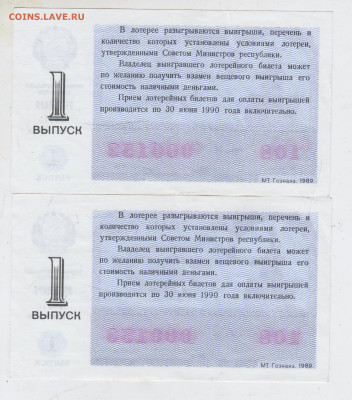 COINS.LAVE.RU
1
ВЫПУСК
В лотерее разыгрываются выигрыши, перечень и
количество которых установлены условиями лотереи,
утвержденными Советом Министров республики.
Владелец выигравшего лотерейного билета может
по желанию получить взамен вещевого выигрыша его
стоимость наличными деньгами.
Прием лотерейных билетов для оплаты выигрышей
производится по 30 июня 1990 года включительно.
МТ Гознака. 1989.
1
ВЫПУСК
В лотерее разыгрываются выигрыши, перечень и
количество которых установлены условиями лотереи,
утвержденными Советом Министров республики.
Владелец выигравшего лотерейного билета может
по желанию получить взамен вещевого выигрыша его
стоимость наличными деньгами.
Прием лотерейных билетов для оплаты выигрышей
производится по 30 июня 1990 года включительно.
МТ Гознака. 1989.